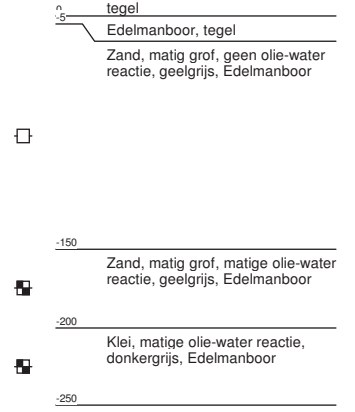 0
tegel
-5
Edelmanboor, tegel
Zand, matig grof, geen olie-water
reactie, geelgrijs, Edelmanboor
-150
Zand, matig grof, matige olie-water
reactie, geelgrijs, Edelmanboor
-200
Klei, matige olie-water reactie,
donkergrijs, Edelmanboor
-250